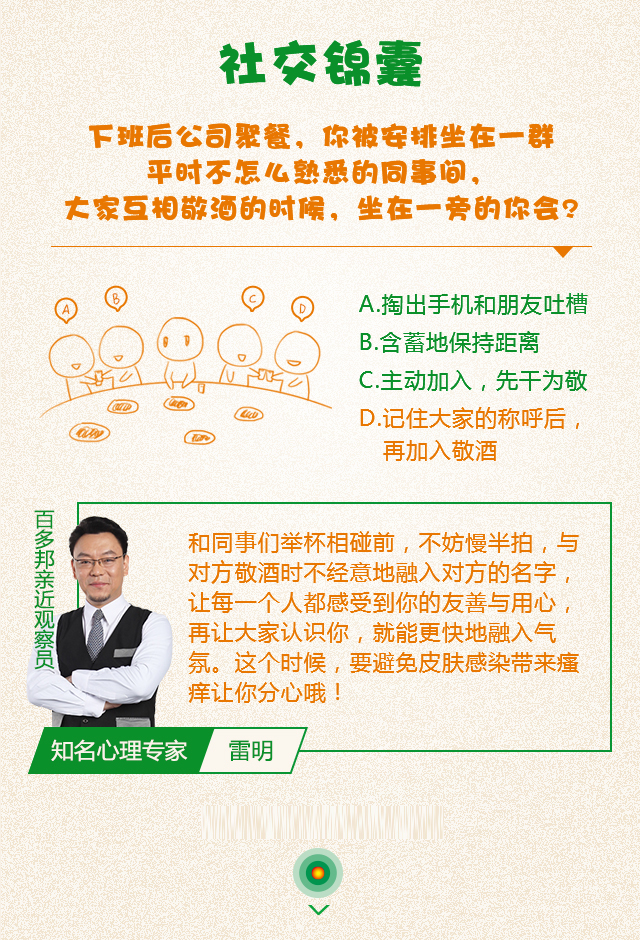 社交锦囊
下班后公司聚餐，你被安排坐在一群
平时不怎么熟悉的同事间，
大家互相敬酒的时候，坐在一旁的你会?
A
B
C
D
A.掏出手机和朋友吐槽
B.含蓄地保持距离
C.主动加入，先干为敬
D.记住大家的称呼后，
再加入敬酒
百多邦亲近观察员
和同事们举杯相碰前，不妨慢半拍，与
对方敬酒时不经意地融入对方的名字，
让每一个人都感受到你的友善与用心，
再让大家认识你，就能更快地融入气
氛。这个时候，要避免皮肤感染带来瘙
痒让你分心哦！
知名心理专家
雷明